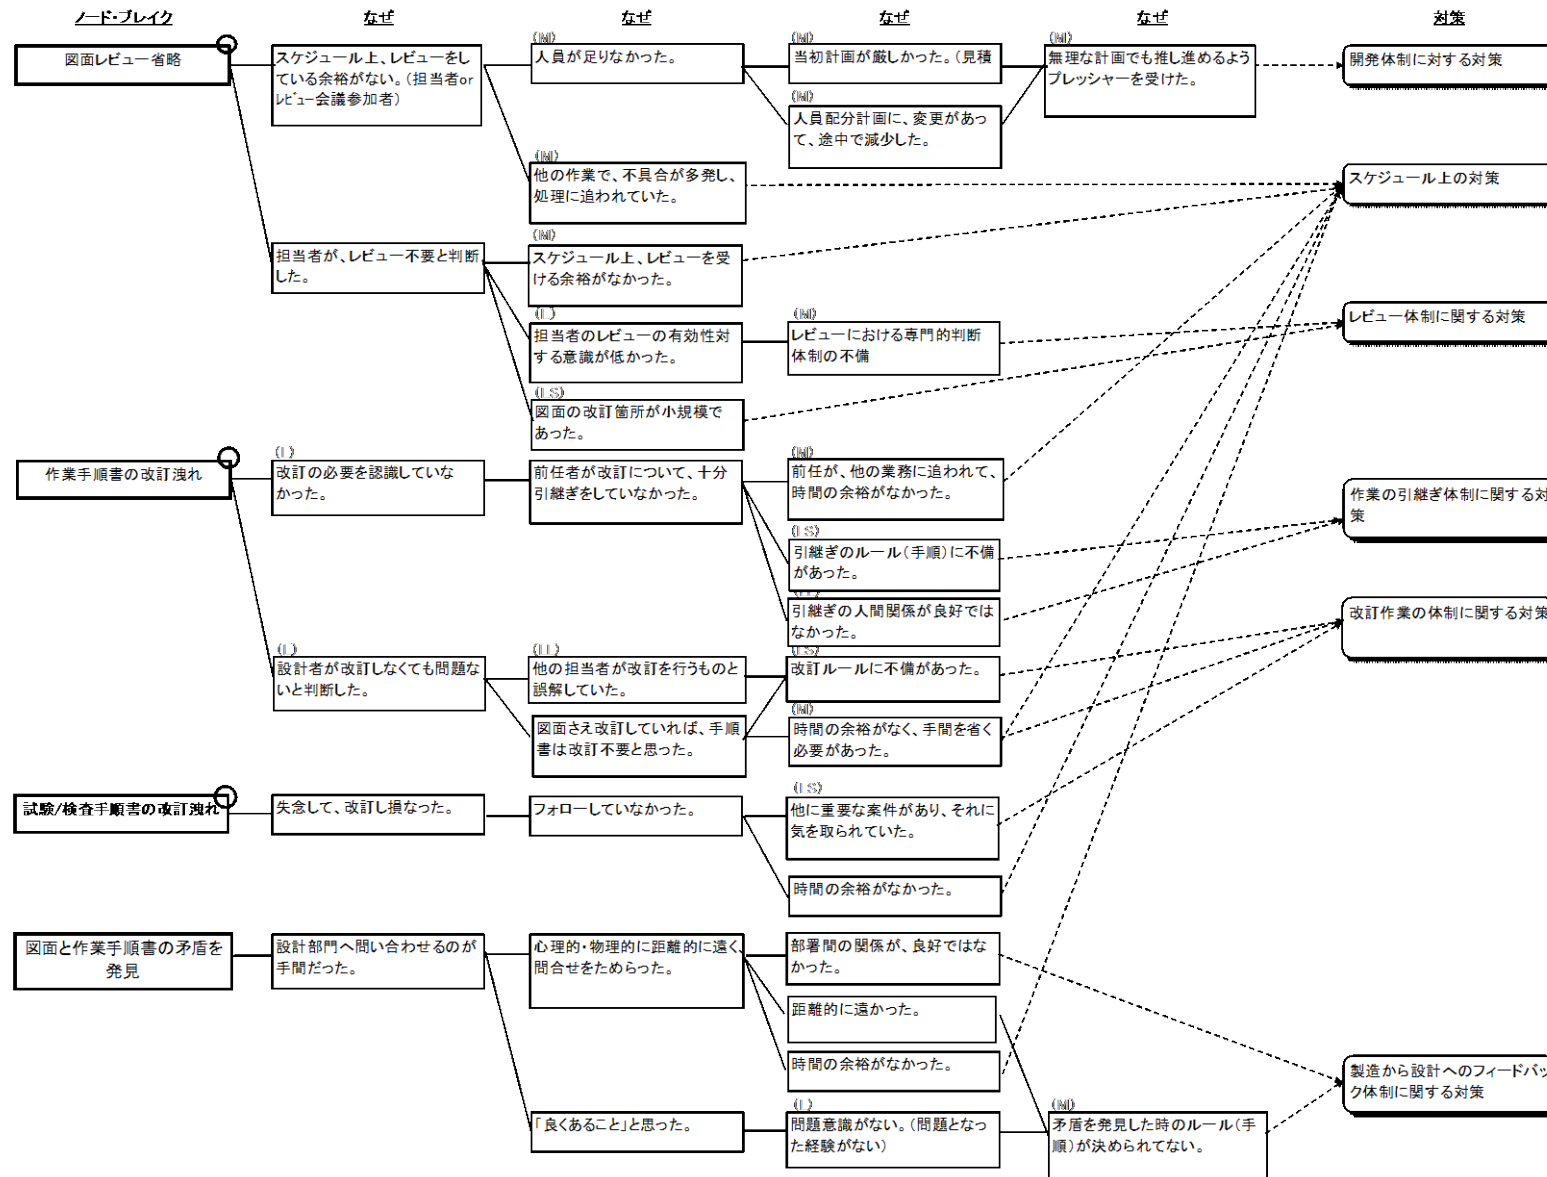 ノード・ブレイク
なぜ
なぜ
なぜ
なぜ
対策
図面レビュー省略
スケジュール上、レビューをし
ている余裕がない。(担当者or
レビュー会議参加者)
(M)
人員が足りなかった。
(M)
当初計画が厳しかった。(見積
(M)
無理な計画でも推し進めるよう
プレッシャーを受けた。
開発体制に対する対策
(M)
人員配分計画に、変更があっ
て、途中で減少した。
(M)
他の作業で、不具合が多発し、
処理に追われていた。
スケジュール上の対策
担当者が、レビュー不要と判断
した。
(M)
スケジュール上、レビューを受
ける余裕がなかった。
(L)
担当者のレビューの有効性対
する意識が低かった。
(M)
レビューにおける専門的判断
体制の不備
レビュー体制に関する対策
(LS)
図面の改訂箇所が小規模で
あった。
作業手順書の改訂洩れ
(L)
改訂の必要を認識していな
かった。
前任者が改訂について、十分
引継ぎをしていなかった。
(M)
前任が、他の業務に追われて、
時間の余裕がなかった。
作業の引継ぎ体制に関する対
策
(LS)
引継ぎのルール(手順)に不備
があった。
引継ぎの人間関係が良好では
なかった。
改訂作業の体制に関する対策
(L)
設計者が改訂しなくても問題な
いと判断した。
(LL)
他の担当者が改訂を行うものと
誤解していた。
(LS)
改訂ルールに不備があった。
図面さえ改訂していれば、手順
書は改訂不要と思った。
(M)
時間の余裕がなく、手間を省く
必要があった。
試験/検査手順書の改訂洩れ
失念して、改訂し損なった。
フォローしていなかった。
(LS)
他に重要な案件があり、それに
気を取られていた。
時間の余裕がなかった。
図面と作業手順書の矛盾を
発見
設計部門へ問い合わせるのが
手間だった。
心理的・物理的に距離的に遠く、
問合せをためらった。
部署間の関係が、良好ではな
かった。
距離的に遠かった。
時間の余裕がなかった。
製造から設計へのフィードバッ
ク体制に関する対策
「良くあること」と思った。
(L)
問題意識がない。(問題となっ
た経験がない)
(M)
矛盾を発見した時のルール(手
順)が決められてない。